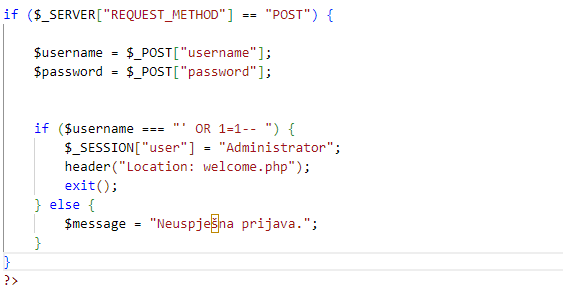 if ($_SERVER["REQUEST_METHOD"] == "POST") {
$username = $_POST["username"];
$password = $_POST["password"];
if ($username === "' OR 1=1-- ") {
$_SESSION["user"] = "Administrator";
header("Location: welcome.php");
exit();
} else {
$message = "Neuspješna prijava.";
}
}
?>